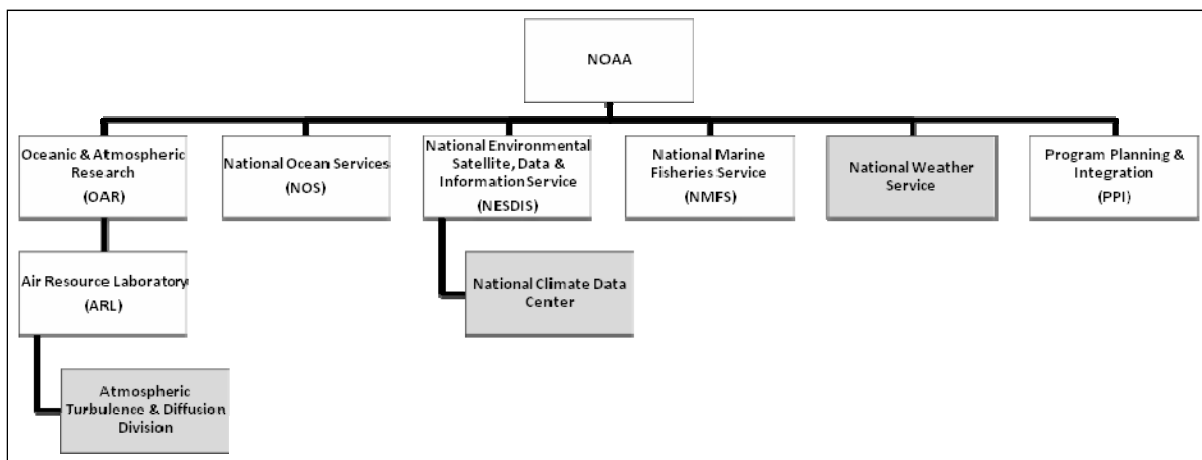 NOAA
Oceanic & Atmospheric
Research
(OAR)
National Ocean Services
(NOS)
National Environmental
Satellite, Data &
Information Service
(NESDIS)
National Marine
Fisheries Service
(NMFS)
National Weather
Service
Program Planning &
Integration
(PPI)
Air Resource Laboratory
(ARL)
National Climate Data
Center
Atmospheric
Turbulence & Diffusion
Division